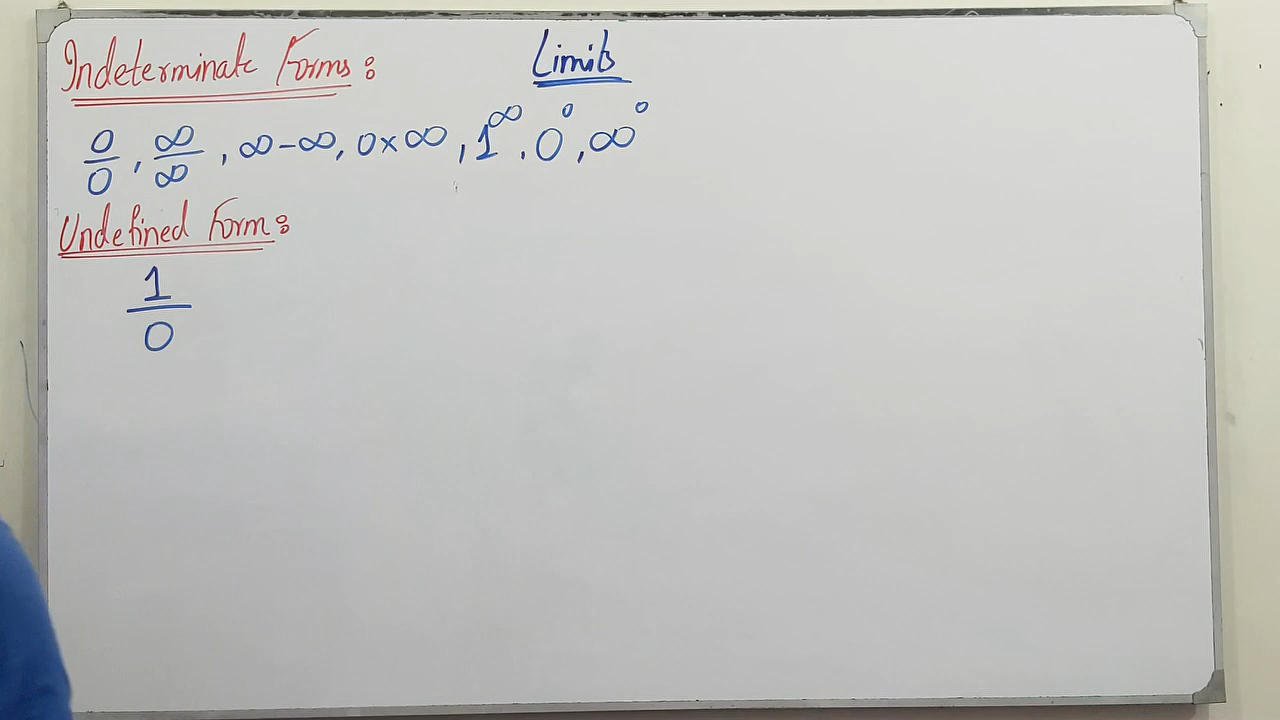 Limits
Indeterminate Forms:
0/0, ∞/∞, ∞-∞, 0×∞, 1^∞, 0^0, ∞^0
Undefined Form:
1/0